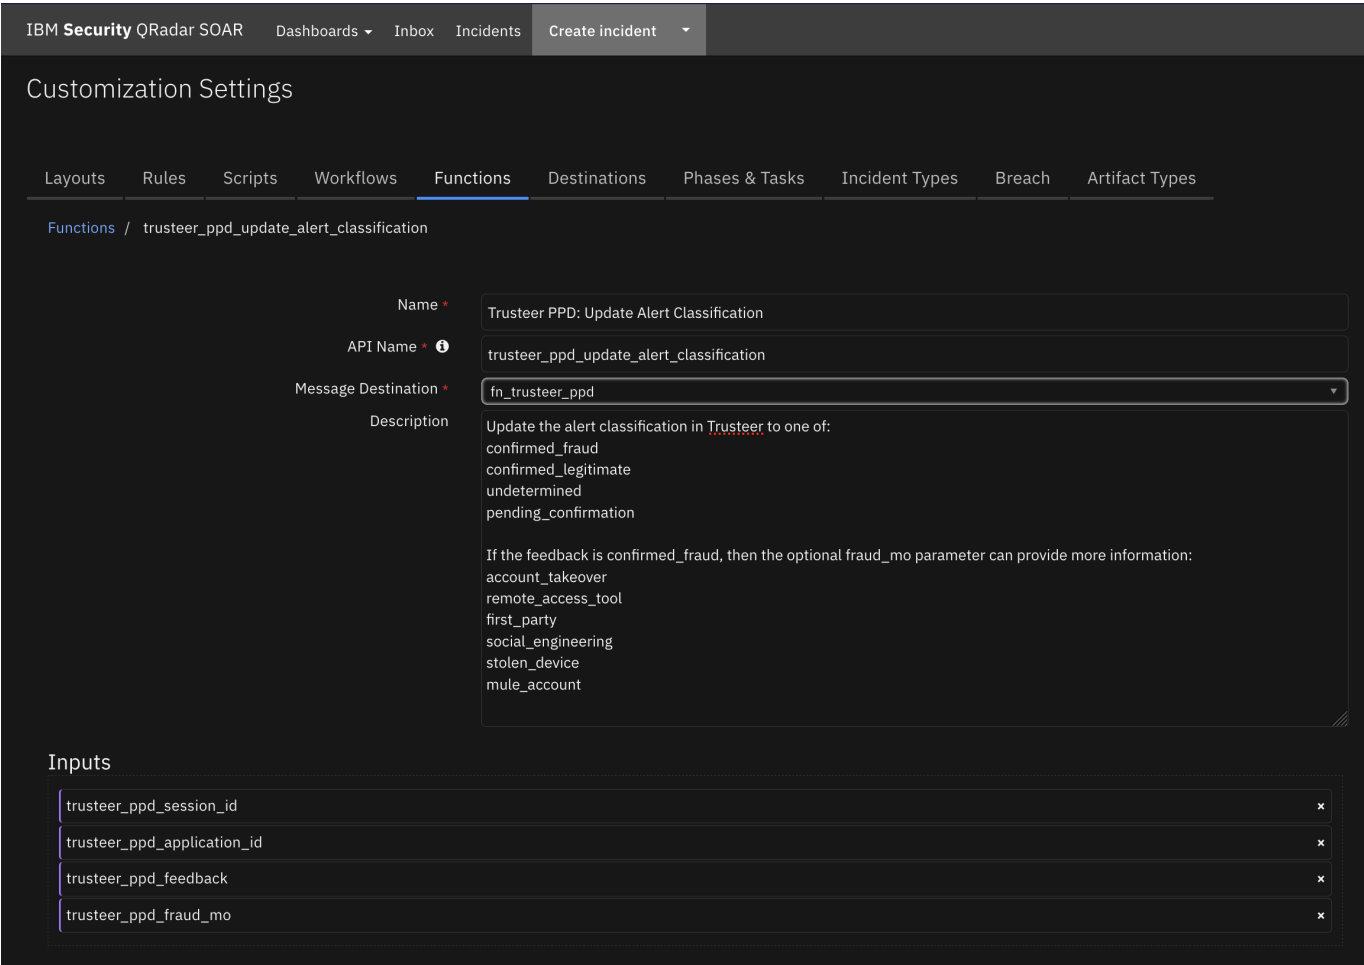 IBM Security QRadar SOAR Dashboards Inbox Incidents Create incident
Customization Settings
Layouts Rules Scripts Workflows Functions Destinations Phases & Tasks Incident Types Breach Artifact Types
Functions / trusteer_ppd_update_alert_classification
Name * Trusteer PPD: Update Alert Classification
API Name * trusteer_ppd_update_alert_classification
Message Destination * fn_trusteer_ppd
Description
Update the alert classification in Trusteer to one of:
confirmed_fraud
confirmed_legitimate
undetermined
pending_confirmation
If the feedback is confirmed_fraud, then the optional fraud_mo parameter can provide more information:
account_takeover
remote_access_tool
first_party
social_engineering
stolen_device
mule_account
Inputs
trusteer_ppd_session_id ×
trusteer_ppd_application_id ×
trusteer_ppd_feedback ×
trusteer_ppd_fraud_mo ×